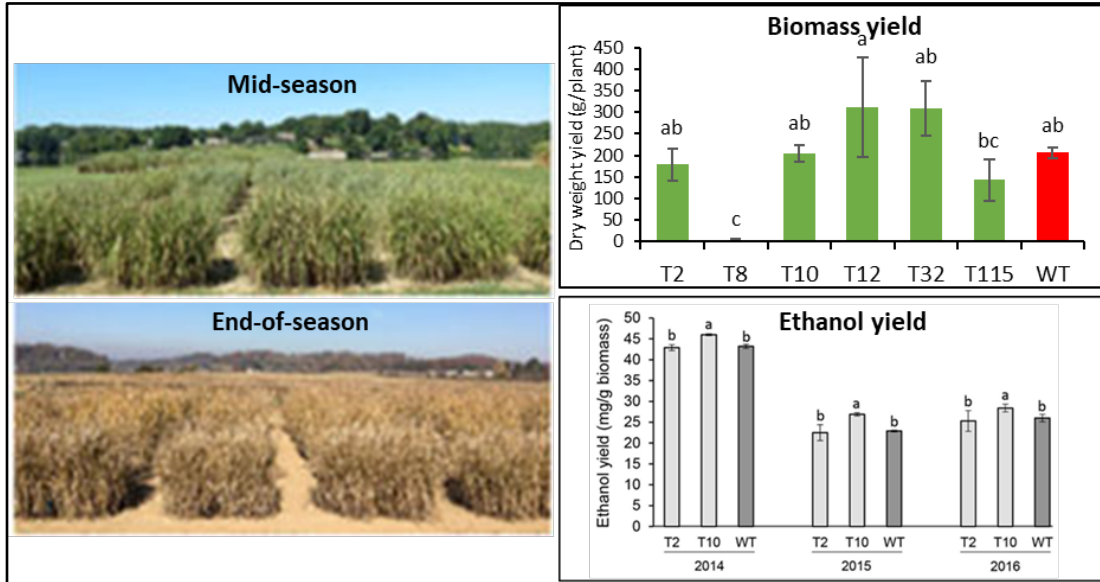 Mid-season
End-of-season
Biomass yield
Dry weight yield (g/plant)
450
400
350
300
250
200
150
100
50
0
ab
c
ab
a
ab
bc
ab
T2 T8 T10 T12 T32 T115 WT
Ethanol yield
Ethanol yield (mg/g biomass)
50
45
40
35
30
25
20
15
10
5
0
b a b
b a b
b a b
T2 T10 WT T2 T10 WT T2 T10 WT
2014 2015 2016